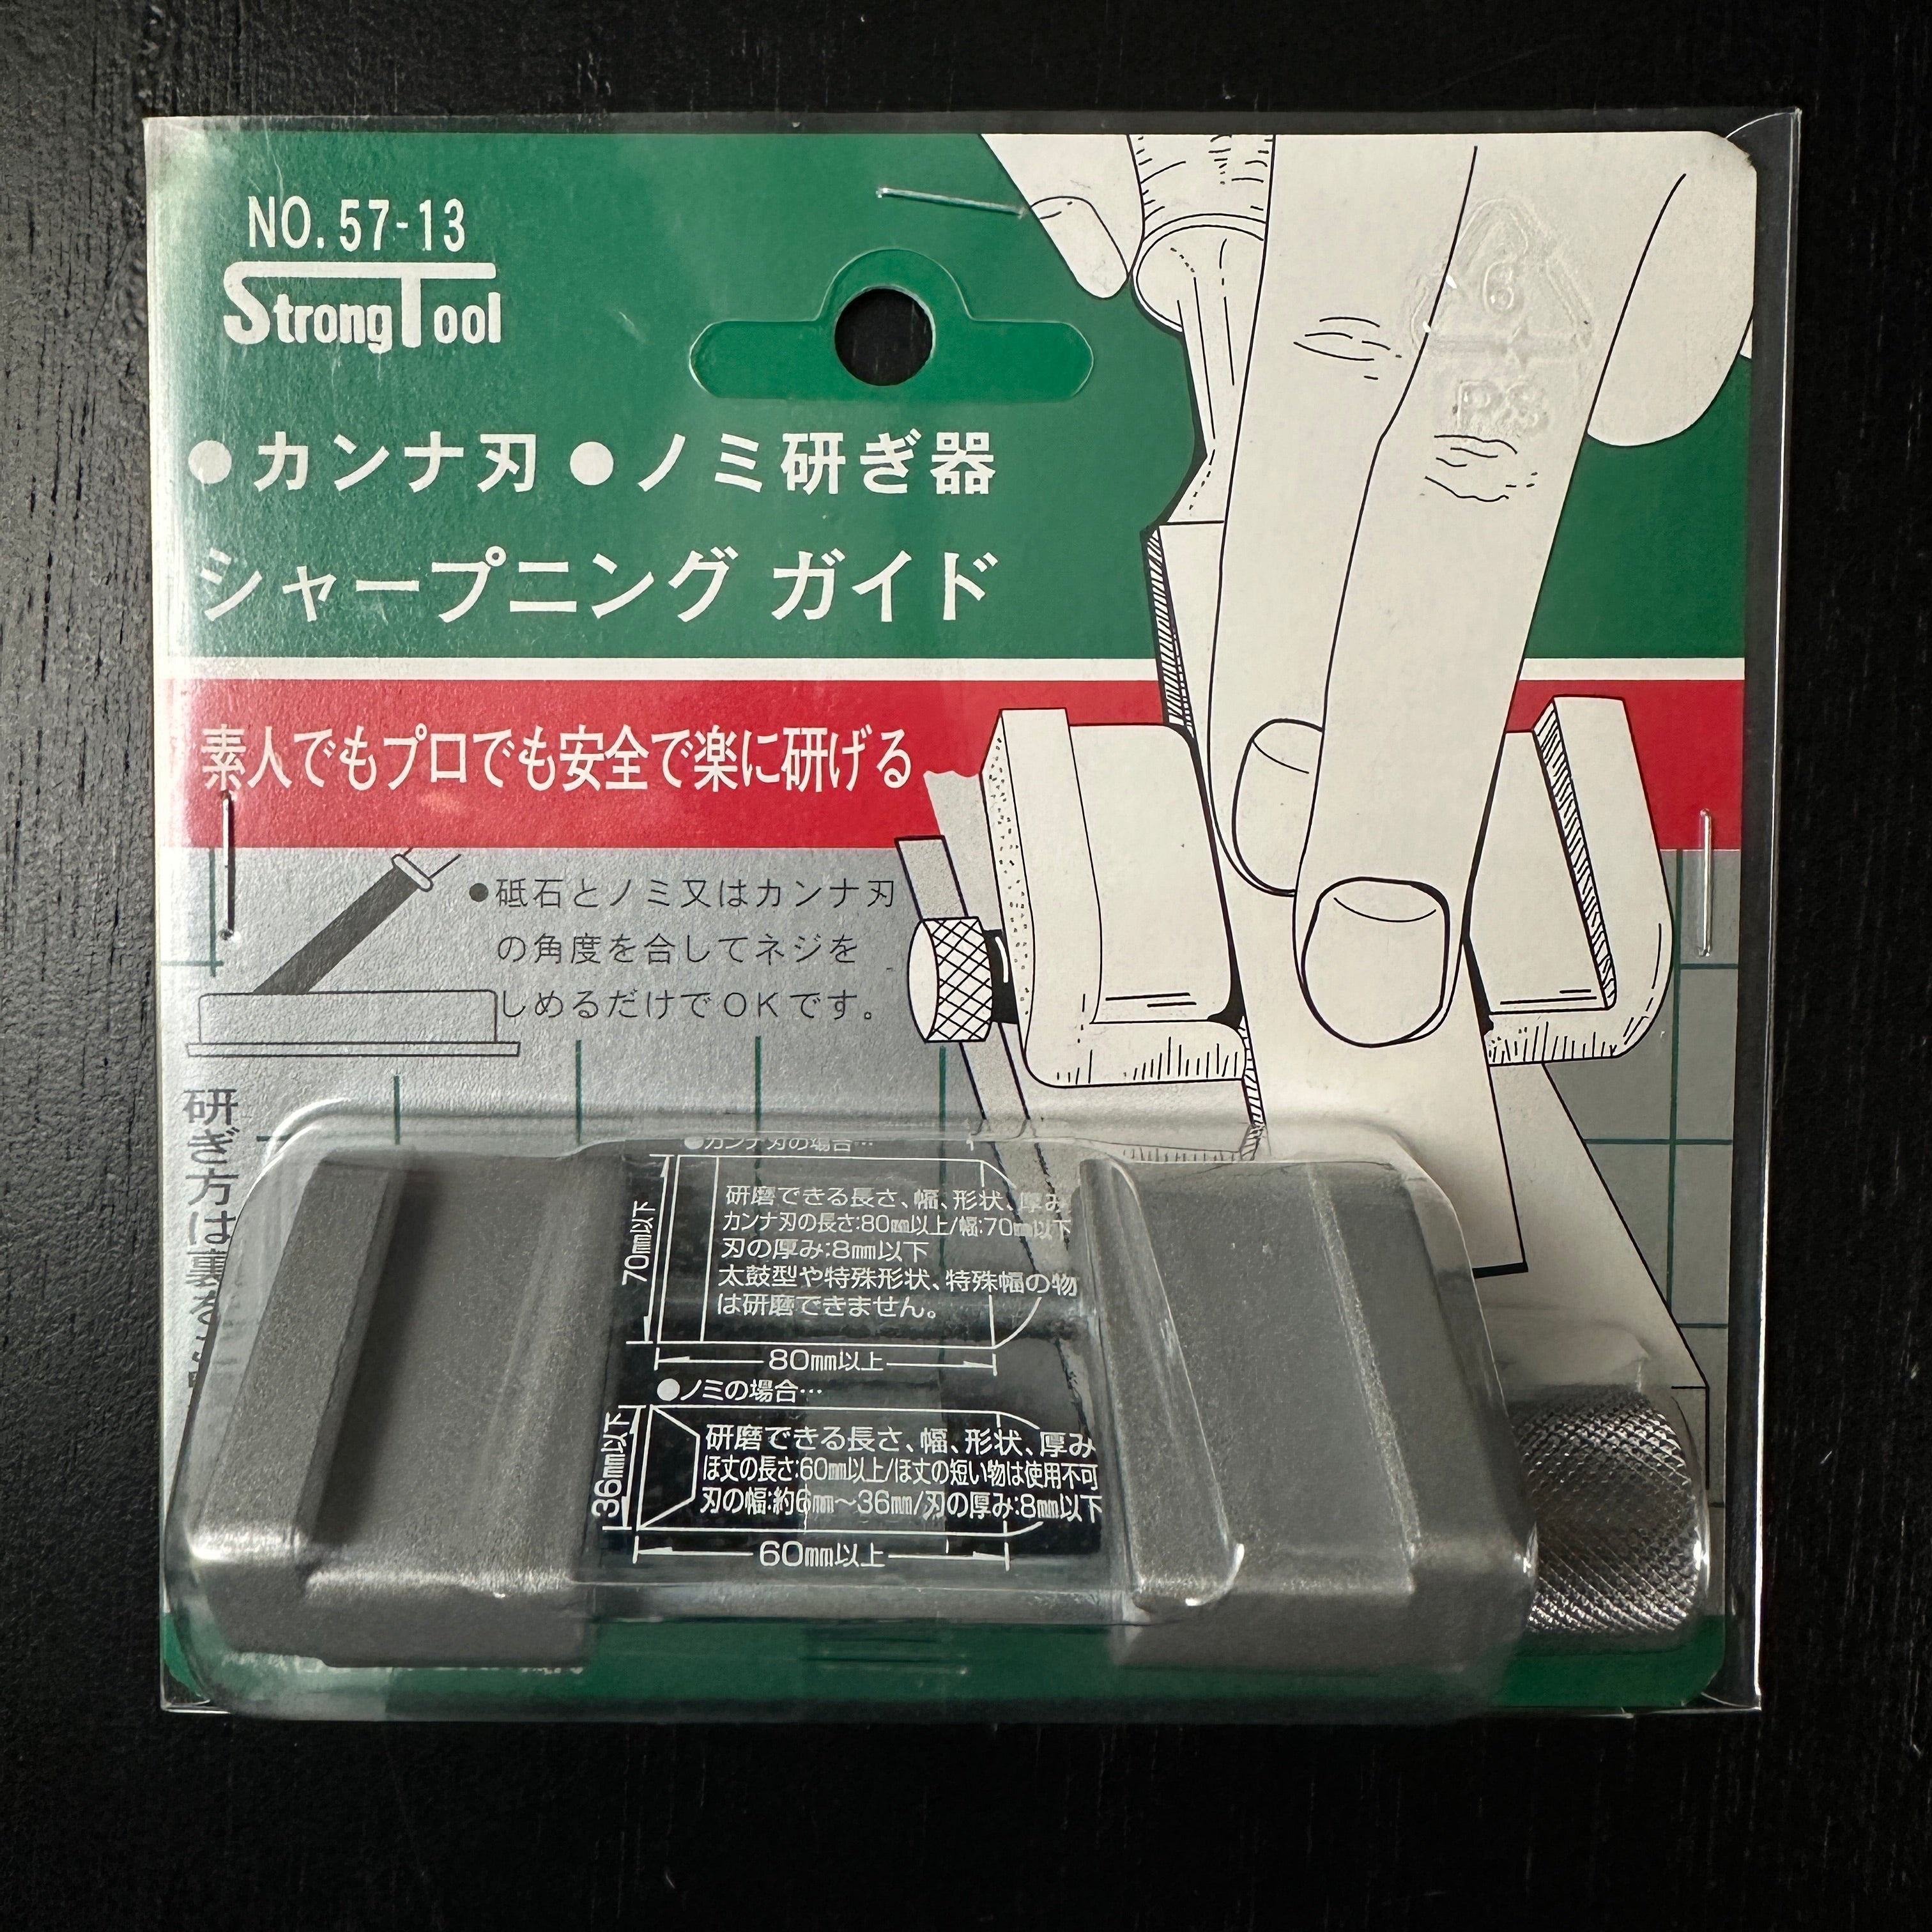 NO.57-13
StrongTool
●カンナ刃●ノミ研ぎ器
シャープニング ガイド
素人でもプロでも安全で楽に研げる
●砥石とノミ又はカンナ刃
の角度を合してネジを
しめるだけでOKです。
研ぎ方は裏を
●カンナ刃の場合…
70㎜以下
研磨できる長さ、幅、形状、厚み
カンナ刃の長さ:80㎜以上/幅:70㎜以下
刃の厚み:8㎜以下
太鼓型や特殊形状、特殊幅の物
は研磨できません。
80㎜以上
●ノミの場合…
36㎜以下
研磨できる長さ、幅、形状、厚み
ほ丈の長さ:60㎜以上/ほ丈の短い物は使用不可
刃の幅:約6㎜〜36㎜/刃の厚み:8㎜以下
60㎜以上
6
PS